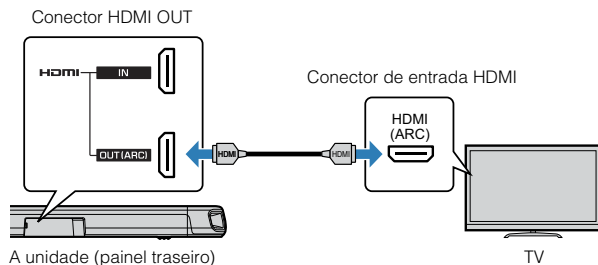 Conector HDMI OUT
HDMI
IN
OUT(ARC)
HDMI
HDMI
Conector de entrada HDMI
HDMI
(ARC)
A unidade (painel traseiro)
TV